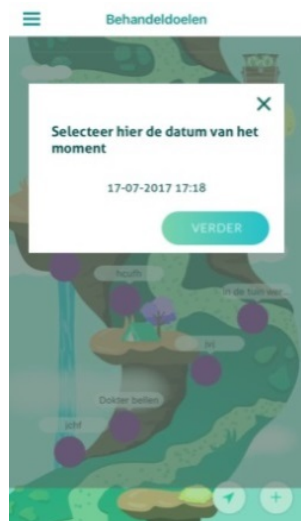 Behandeldoelen
Selecteer hier de datum van het
moment
17-07-2017 17:18
VERDER
in de tuin wer
Dokter bellen
jchf